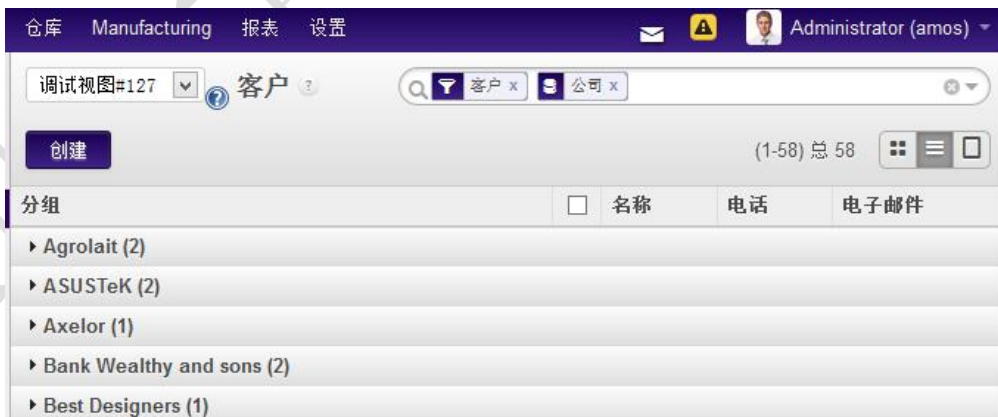 仓库 Manufacturing 报表 设置 Administrator (amos)
调试视图#127 客户 ? 客户 x 公司 x
创建 (1-58) 总 58
分组 名称 电话 电子邮件
Agrolait (2)
ASUSTeK (2)
Axelor (1)
Bank Wealthy and sons (2)
Best Designers (1)